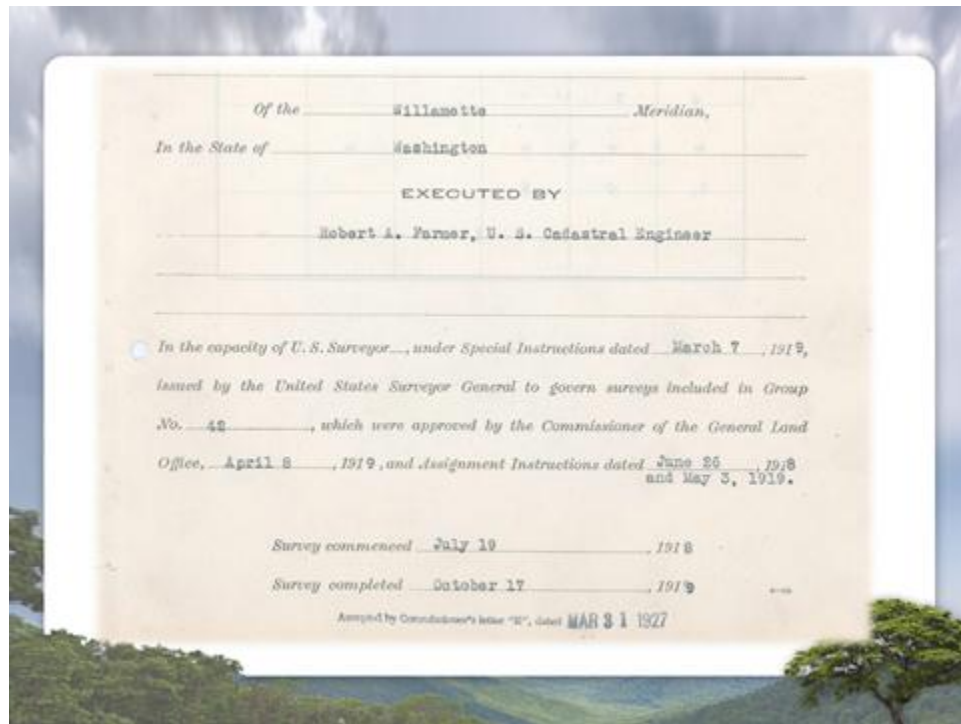 Of the Willamette Meridian,
In the State of Washington
EXECUTED BY
Robert A. Farmer, U. S. Cadastral Engineer
In the capacity of U. S. Surveyor, under Special Instructions dated March 7, 1919,
issued by the United States Surveyor General to govern surveys included in Group
No. 42, which were approved by the Commissioner of the General Land
Office, April 8, 1919, and Assignment Instructions dated June 26, 1918
and May 3, 1919.
Survey commenced July 19, 1918
Survey completed October 17, 1919
Accepted by Commissioner's letter "E", dated MAR 31 1927